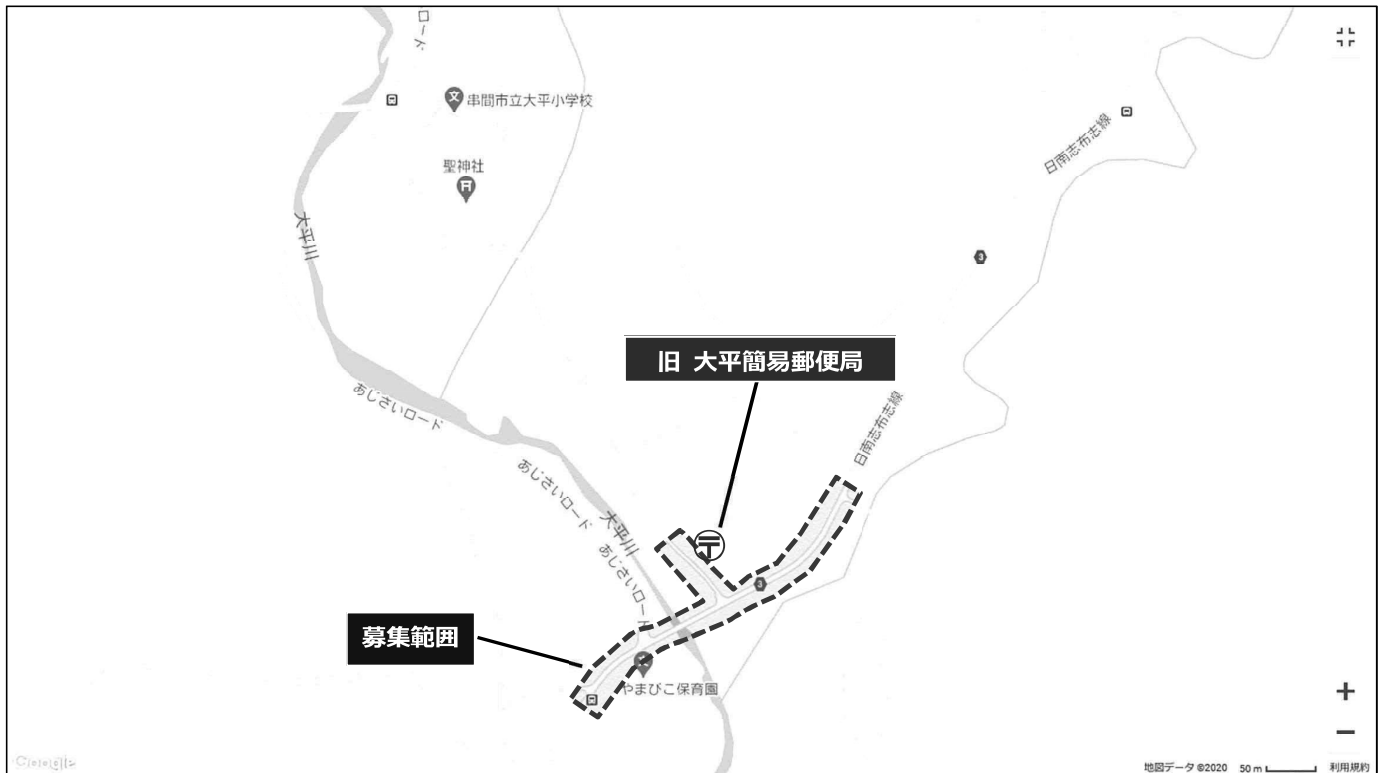 ロード
串間市立大平小学校
聖神社
大平川
日南志布志線
3
旧 大平簡易郵便局
あじさいロード
日南志布志線
あじさいロード
大平川
あじさいロード
3
募集範囲
やまびこ保育園
Google
地図データ ©2020 50 m 利用規約